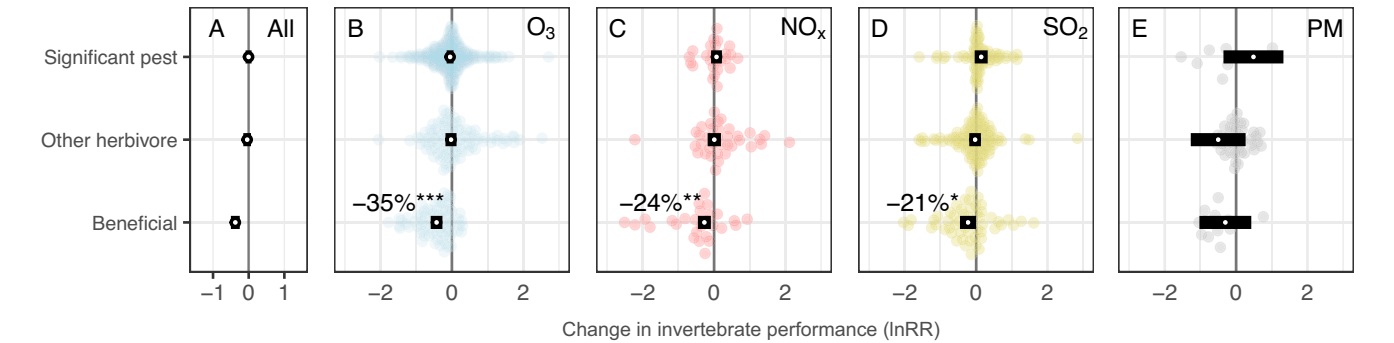 A All
B O3
C NOx
D SO2
E PM
Significant pest
Other herbivore
Beneficial
−35%***
−24%**
−21%*
−1 0 1
−2 0 2
−2 0 2
−2 0 2
−2 0 2
Change in invertebrate performance (lnRR)